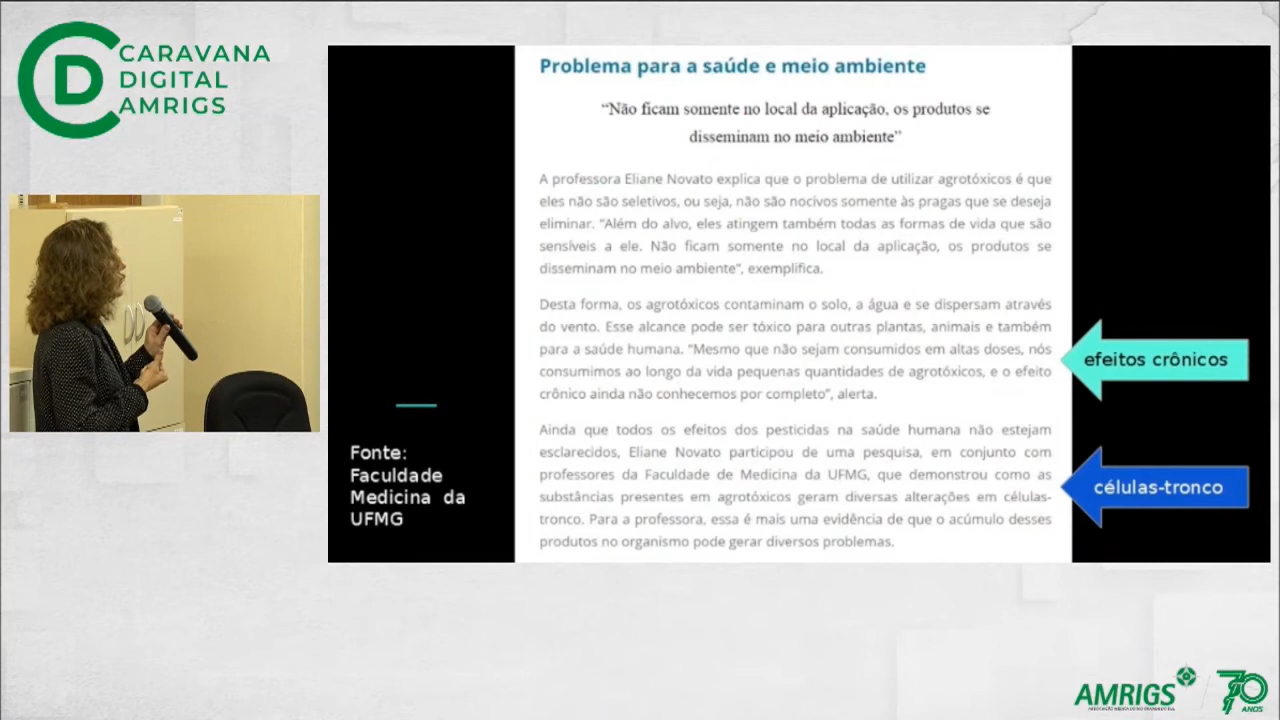 CARAVANA
DIGITAL
AMRIGS
CD
Problema para a saúde e meio ambiente
“Não ficam somente no local da aplicação, os produtos se
disseminam no meio ambiente”
A professora Eliane Novato explica que o problema de utilizar agrotóxicos é que
eles não são seletivos, ou seja, não são nocivos somente às pragas que se deseja
eliminar. “Além do alvo, eles atingem também todas as formas de vida que são
sensíveis a ele. Não ficam somente no local da aplicação, os produtos se
disseminam no meio ambiente”, exemplifica.
Desta forma, os agrotóxicos contaminam o solo, a água e se dispersam através
do vento. Esse alcance pode ser tóxico para outras plantas, animais e também
para a saúde humana. “Mesmo que não sejam consumidos em altas doses, nós
consumimos ao longo da vida pequenas quantidades de agrotóxicos, e o efeito
crônico ainda não conhecemos por completo”, alerta.
Ainda que todos os efeitos dos pesticidas na saúde humana não estejam
esclarecidos, Eliane Novato participou de uma pesquisa, em conjunto com
professores da Faculdade de Medicina da UFMG, que demonstrou como as
substâncias presentes em agrotóxicos geram diversas alterações em células-
tronco. Para a professora, essa é mais uma evidência de que o acúmulo desses
produtos no organismo pode gerar diversos problemas.
efeitos crônicos
células-tronco
Fonte:
Faculdade
Medicina da
UFMG
AMRIGS
70
ANOS